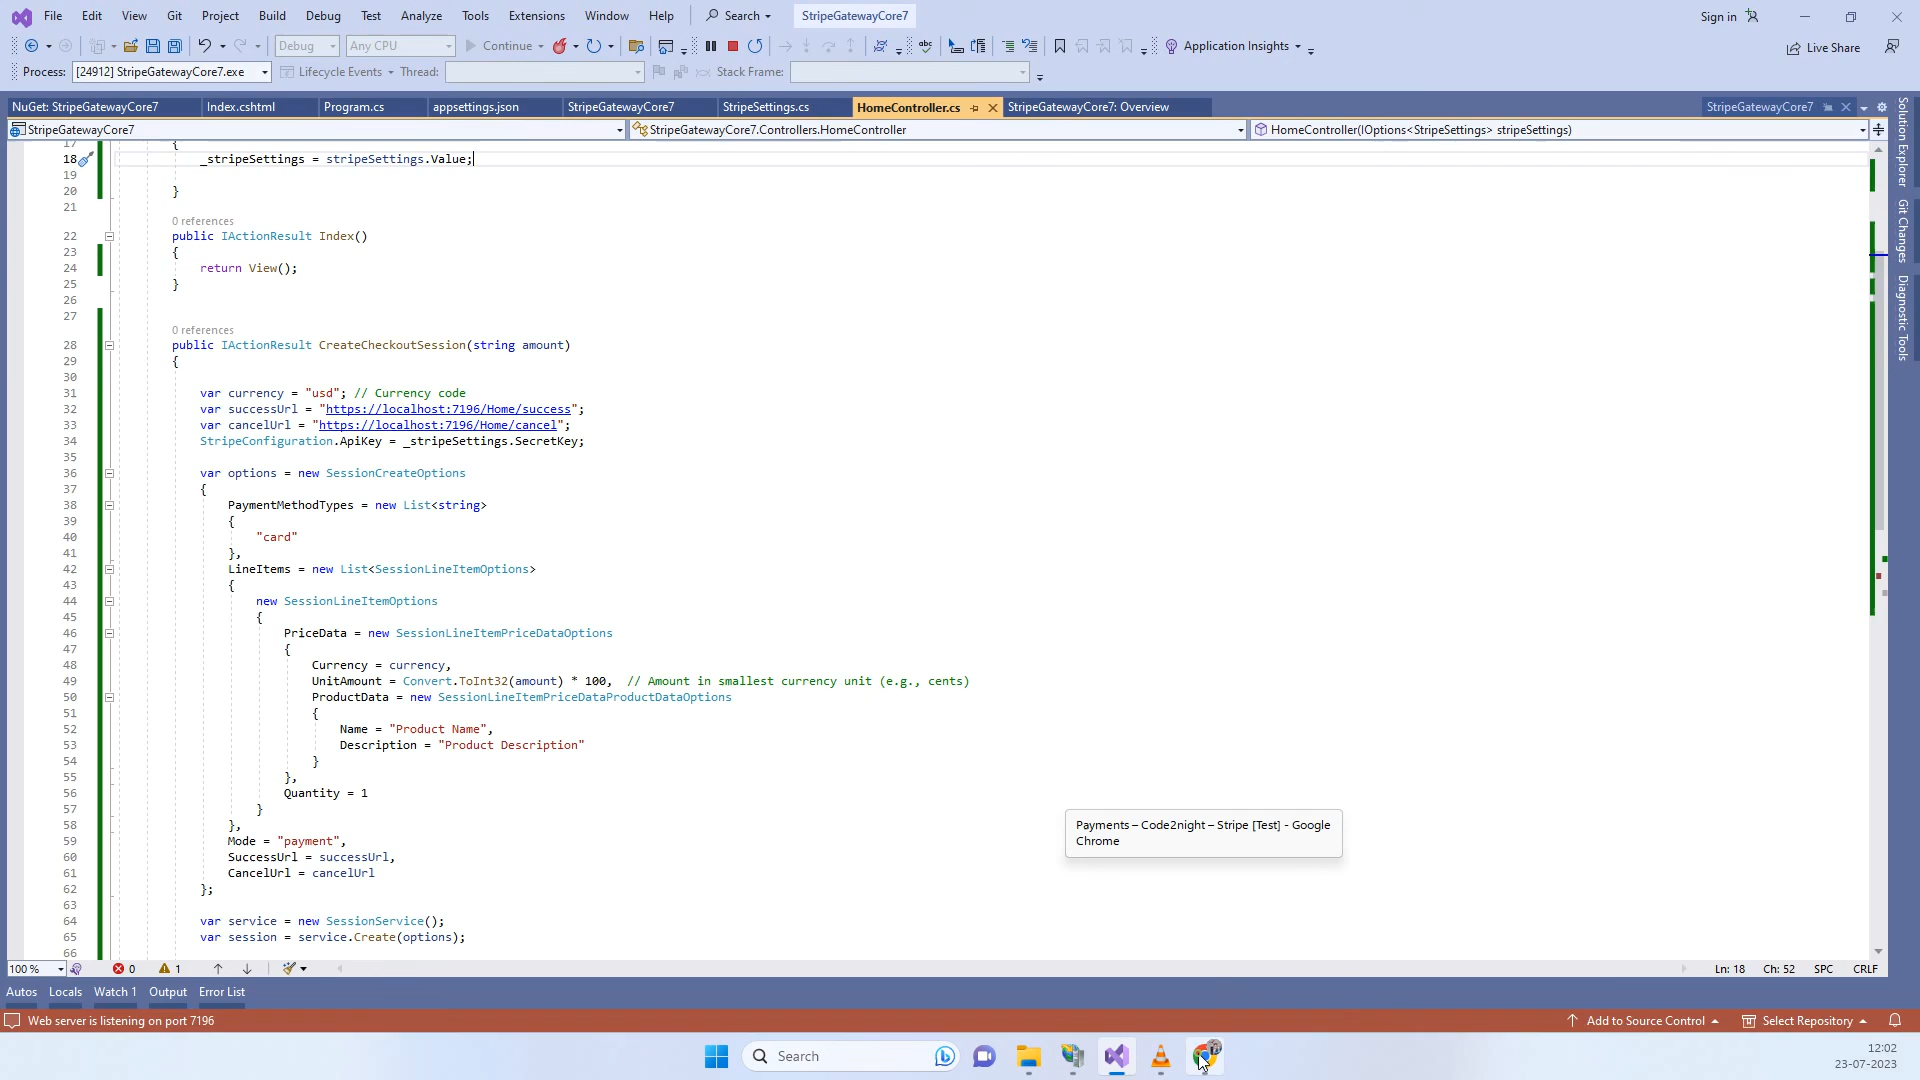 File Edit View Git Project Build Debug Test Analyze Tools Extensions Window Help Search StripeGatewayCore7 Sign in
Debug Any CPU Continue Application Insights Live Share
Process: [24912] StripeGatewayCore7.exe Lifecycle Events Thread: Stack Frame:
NuGet: StripeGatewayCore7 Index.cshtml Program.cs appsettings.json StripeGatewayCore7 StripeSettings.cs HomeController.cs StripeGatewayCore7: Overview StripeGatewayCore7
StripeGatewayCore7 StripeGatewayCore7.Controllers.HomeController HomeController(IOptions<StripeSettings> stripeSettings)
17 {
18 _stripeSettings = stripeSettings.Value;
19
20 }
21
0 references
22 public IActionResult Index()
23 {
24 return View();
25 }
26
27
0 references
28 public IActionResult CreateCheckoutSession(string amount)
29 {
30
31 var currency = "usd"; // Currency code
32 var successUrl = "https://localhost:7196/Home/success";
33 var cancelUrl = "https://localhost:7196/Home/cancel";
34 StripeConfiguration.ApiKey = _stripeSettings.SecretKey;
35
36 var options = new SessionCreateOptions
37 {
38 PaymentMethodTypes = new List<string>
39 {
40 "card"
41 },
42 LineItems = new List<SessionLineItemOptions>
43 {
44 new SessionLineItemOptions
45 {
46 PriceData = new SessionLineItemPriceDataOptions
47 {
48 Currency = currency,
49 UnitAmount = Convert.ToInt32(amount) * 100, // Amount in smallest currency unit (e.g., cents)
50 ProductData = new SessionLineItemPriceDataProductDataOptions
51 {
52 Name = "Product Name",
53 Description = "Product Description"
54 }
55 },
56 Quantity = 1
57 }
58 },
59 Mode = "payment",
60 SuccessUrl = successUrl,
61 CancelUrl = cancelUrl
62 };
63
64 var service = new SessionService();
65 var session = service.Create(options);
66
Payments – Code2night – Stripe [Test] - Google
Chrome
Solution Explorer
Git Changes
Diagnostic Tools
100 % 0 1 Ln: 18 Ch: 52 SPC CRLF
Autos Locals Watch 1 Output Error List
Web server is listening on port 7196 Add to Source Control Select Repository
Search
12:02
23-07-2023